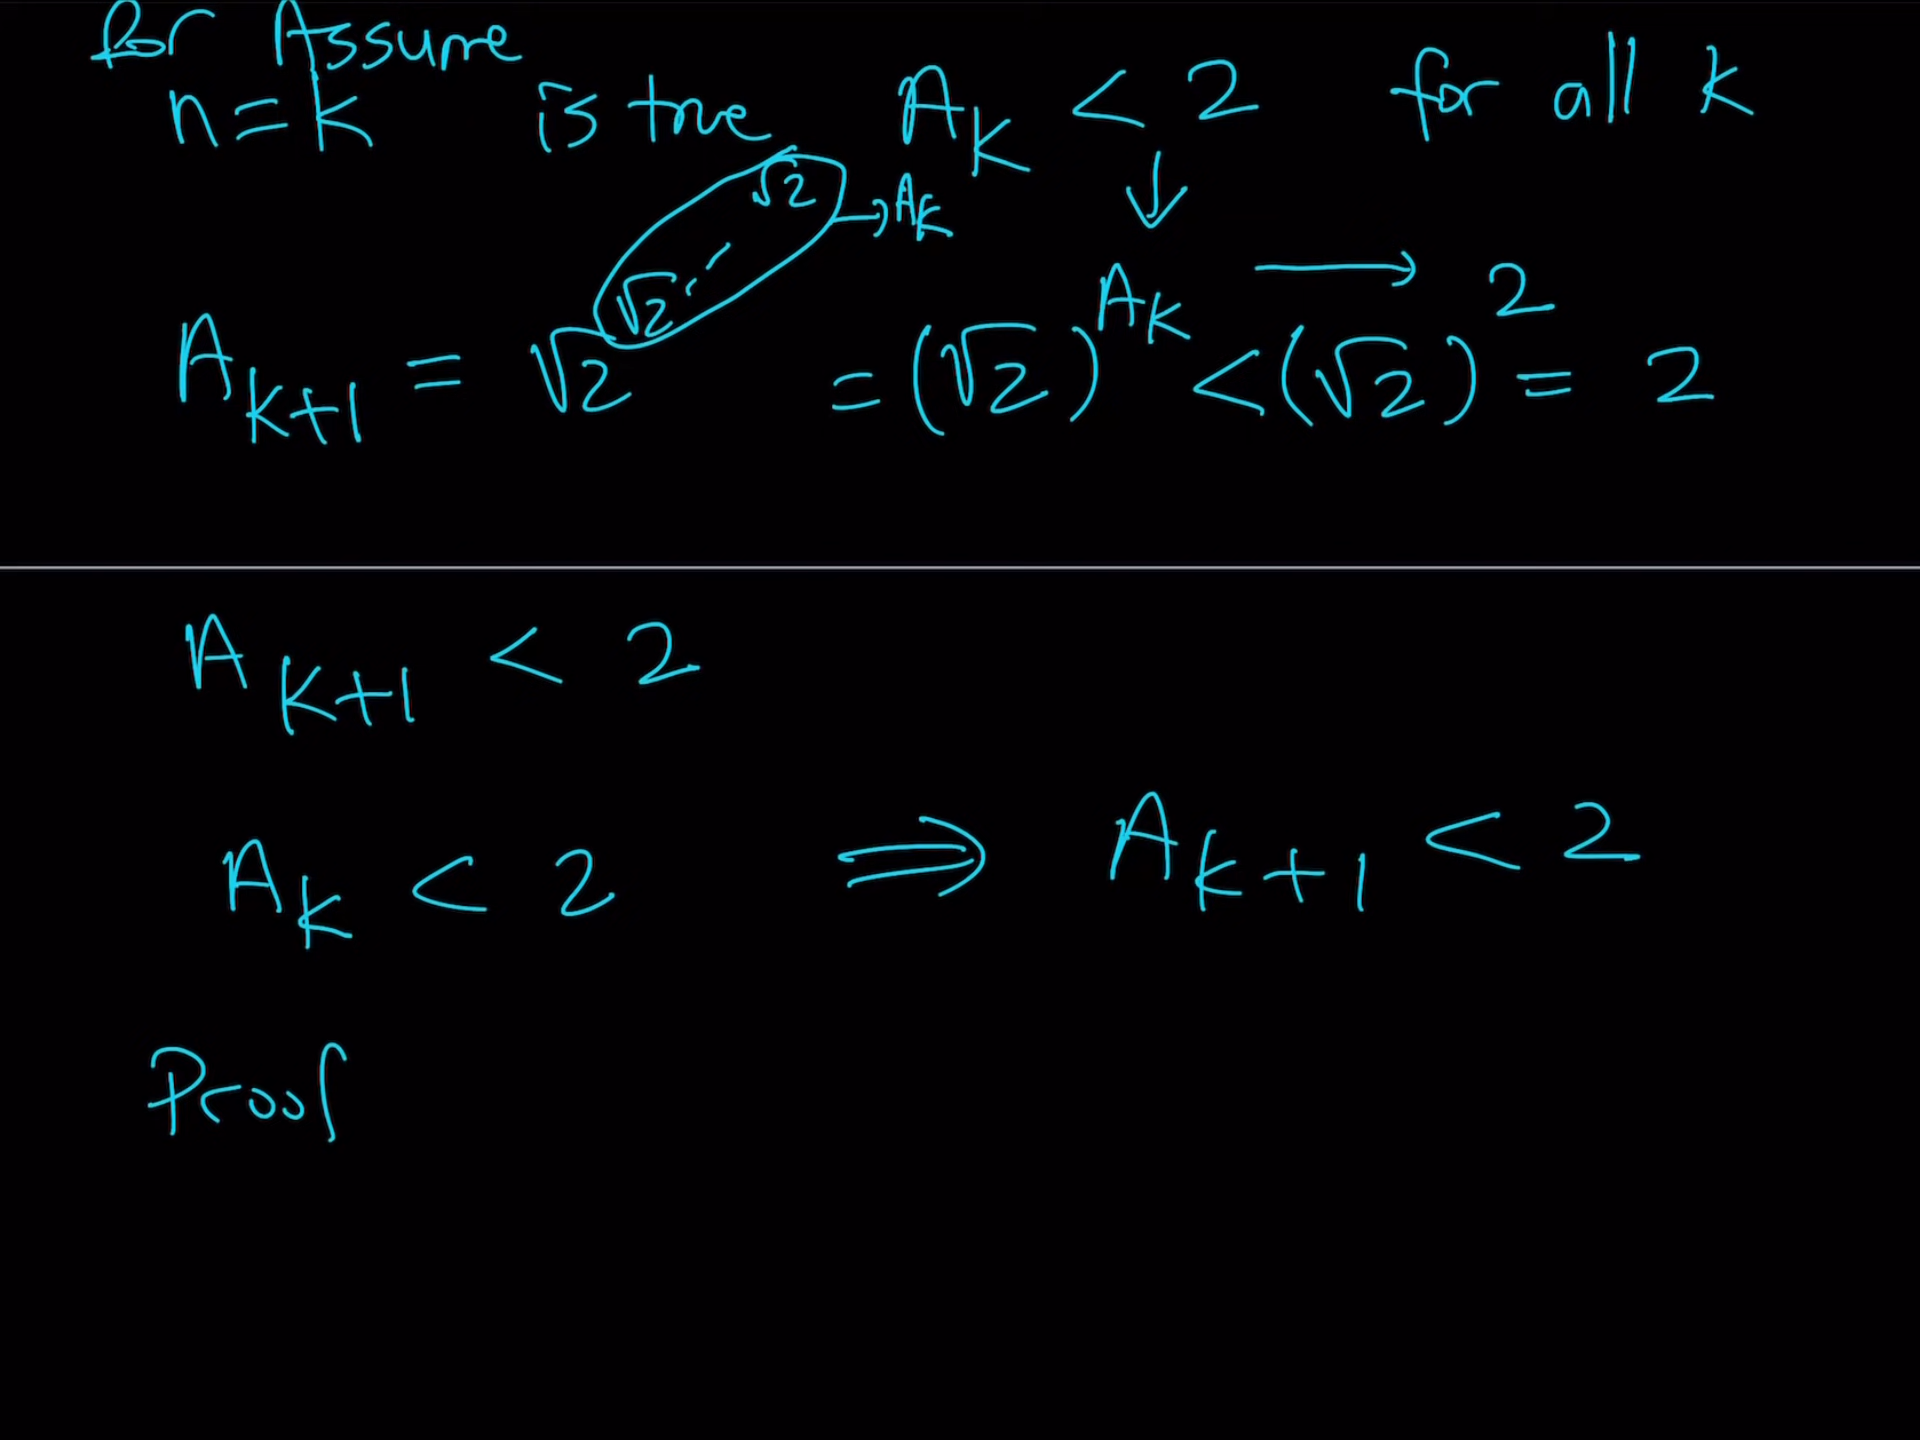 for Assume
n=k is true A_k < 2 for all k
A_{k+1} = √2^{√2^{⋰^{√2}}} → A_k = (√2)^{A_k} < (√2)^2 = 2
A_{k+1} < 2
A_k < 2 ⇒ A_{k+1} < 2
Proof